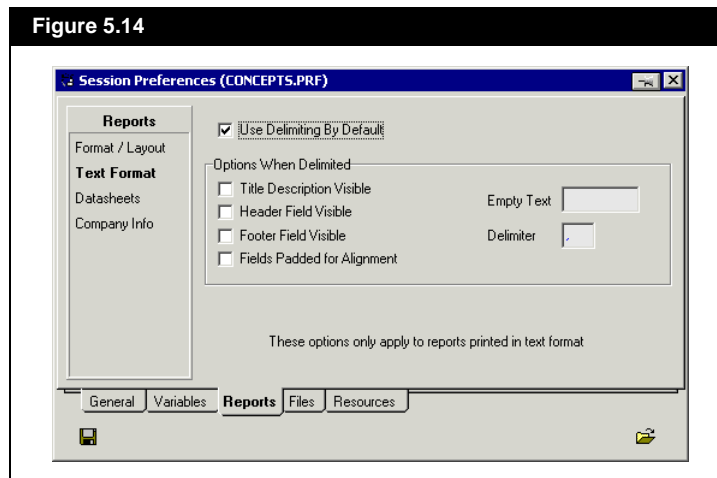 Figure 5.14
Session Preferences (CONCEPTS.PRF)
Reports
Format / Layout
Text Format
Datasheets
Company Info
Use Delimiting By Default
Options When Delimited
Title Description Visible
Header Field Visible
Footer Field Visible
Fields Padded for Alignment
Empty Text
Delimiter ,
These options only apply to reports printed in text format
General Variables Reports Files Resources